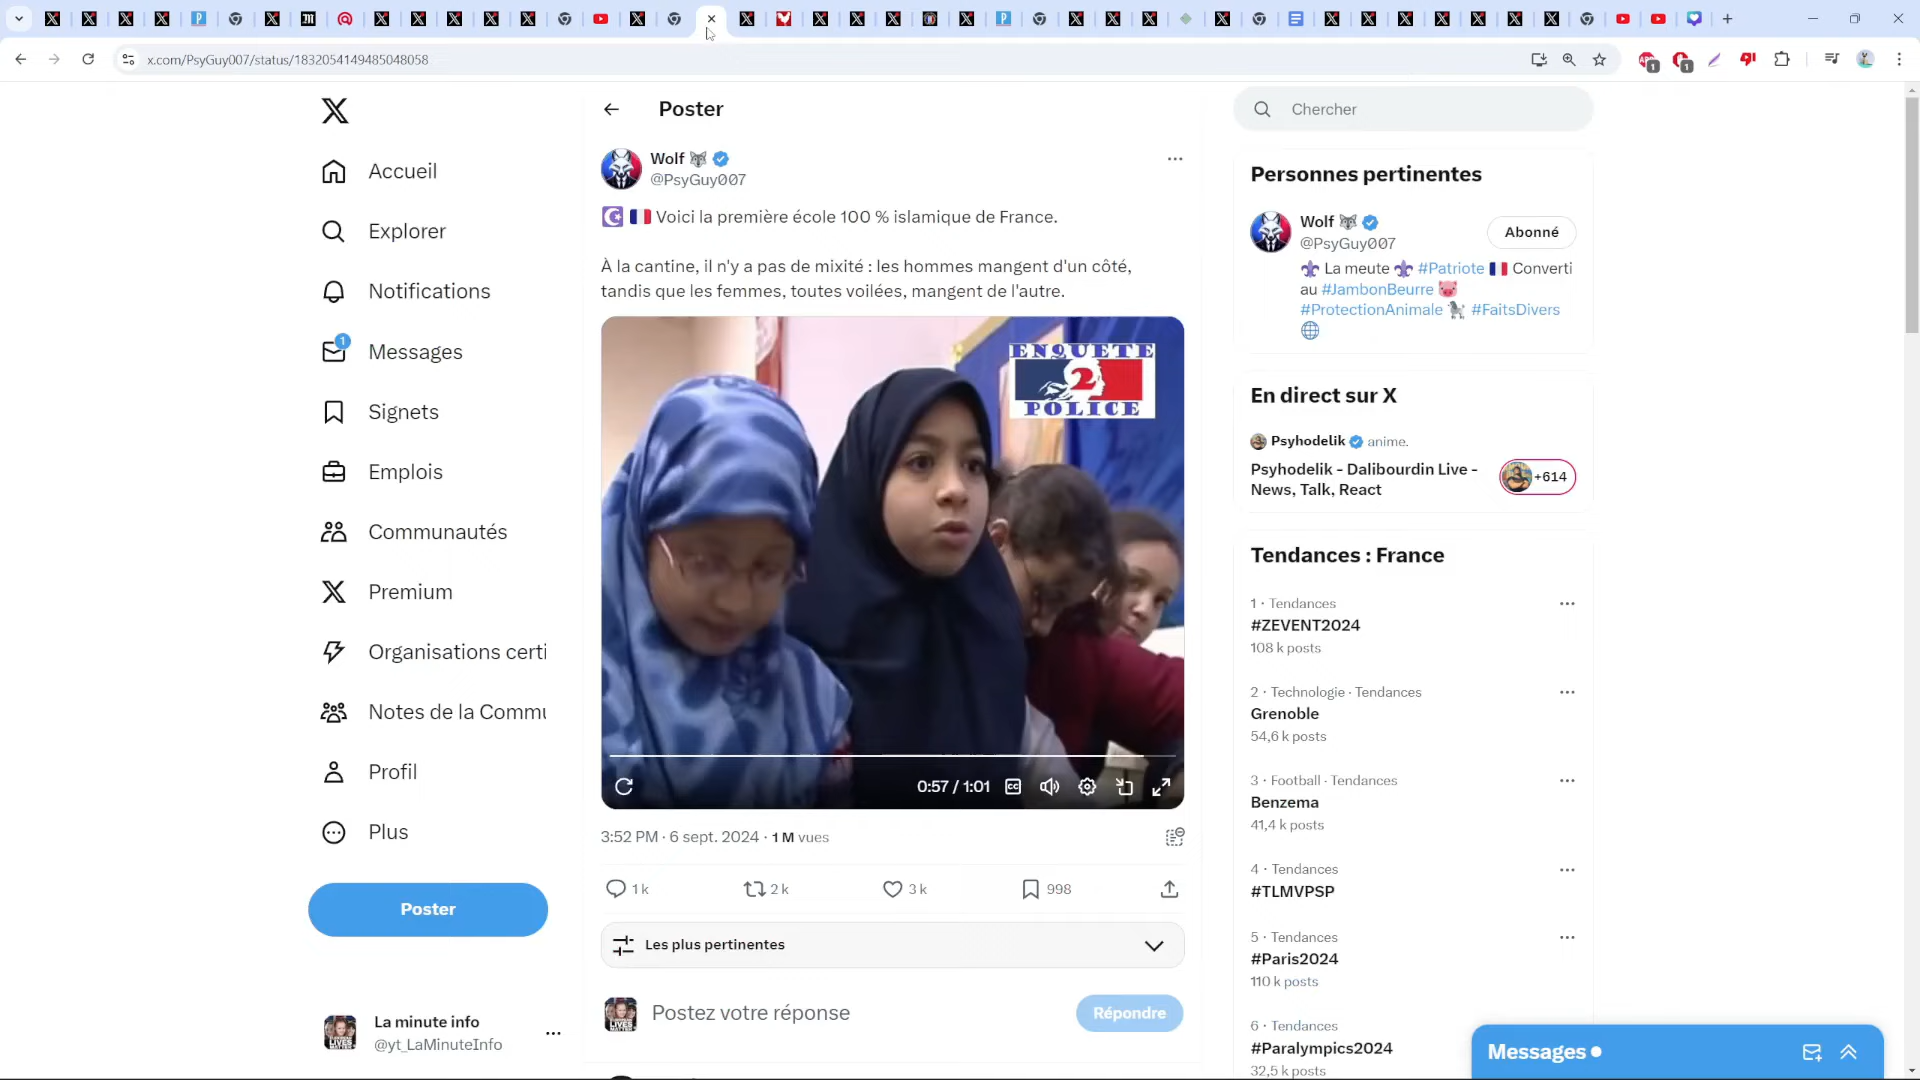 x.com/PsyGuy007/status/1832054149485048058
1
1
Accueil
Explorer
Notifications
1
Messages
Signets
Emplois
Communautés
Premium
Organisations certi
Notes de la Commu
Profil
Plus
Poster
La minute info
@yt_LaMinuteInfo
Poster
Wolf
@PsyGuy007
Voici la première école 100 % islamique de France.
À la cantine, il n'y a pas de mixité : les hommes mangent d'un côté,
tandis que les femmes, toutes voilées, mangent de l'autre.
ENQUETE
2
POLICE
0:57 / 1:01
CC
3:52 PM · 6 sept. 2024 · 1 M vues
1 k
2 k
3 k
998
Les plus pertinentes
Postez votre réponse
Répondre
Chercher
Personnes pertinentes
Wolf
@PsyGuy007
Abonné
La meute #Patriote Converti
au #JambonBeurre
#ProtectionAnimale #FaitsDivers
En direct sur X
Psyhodelik anime.
Psyhodelik - Dalibourdin Live -
News, Talk, React
+614
Tendances : France
1 · Tendances
#ZEVENT2024
108 k posts
2 · Technologie · Tendances
Grenoble
54,6 k posts
3 · Football · Tendances
Benzema
41,4 k posts
4 · Tendances
#TLMVPSP
5 · Tendances
#Paris2024
110 k posts
6 · Tendances
#Paralympics2024
32,5 k posts
Messages